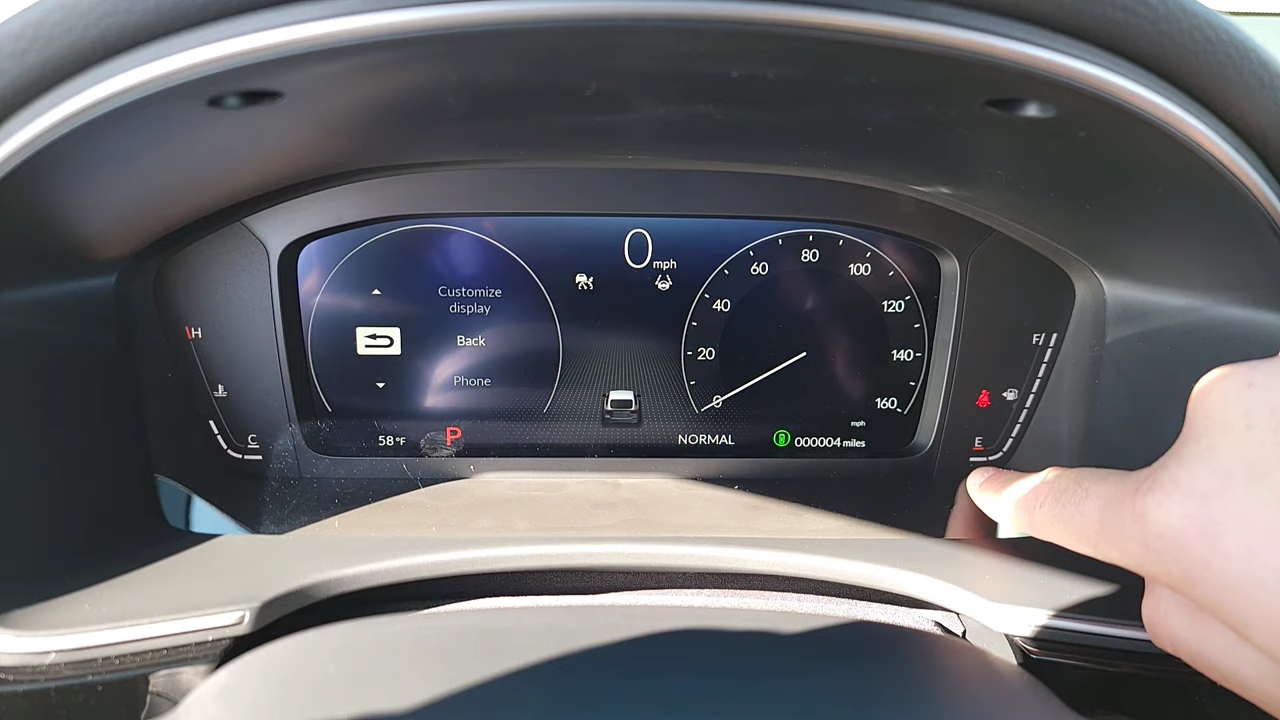 0 mph
Customize
display
Back
Phone
58°F
P
H
C
0
20
40
60
80
100
120
140
160
mph
NORMAL
000004 miles
F
E